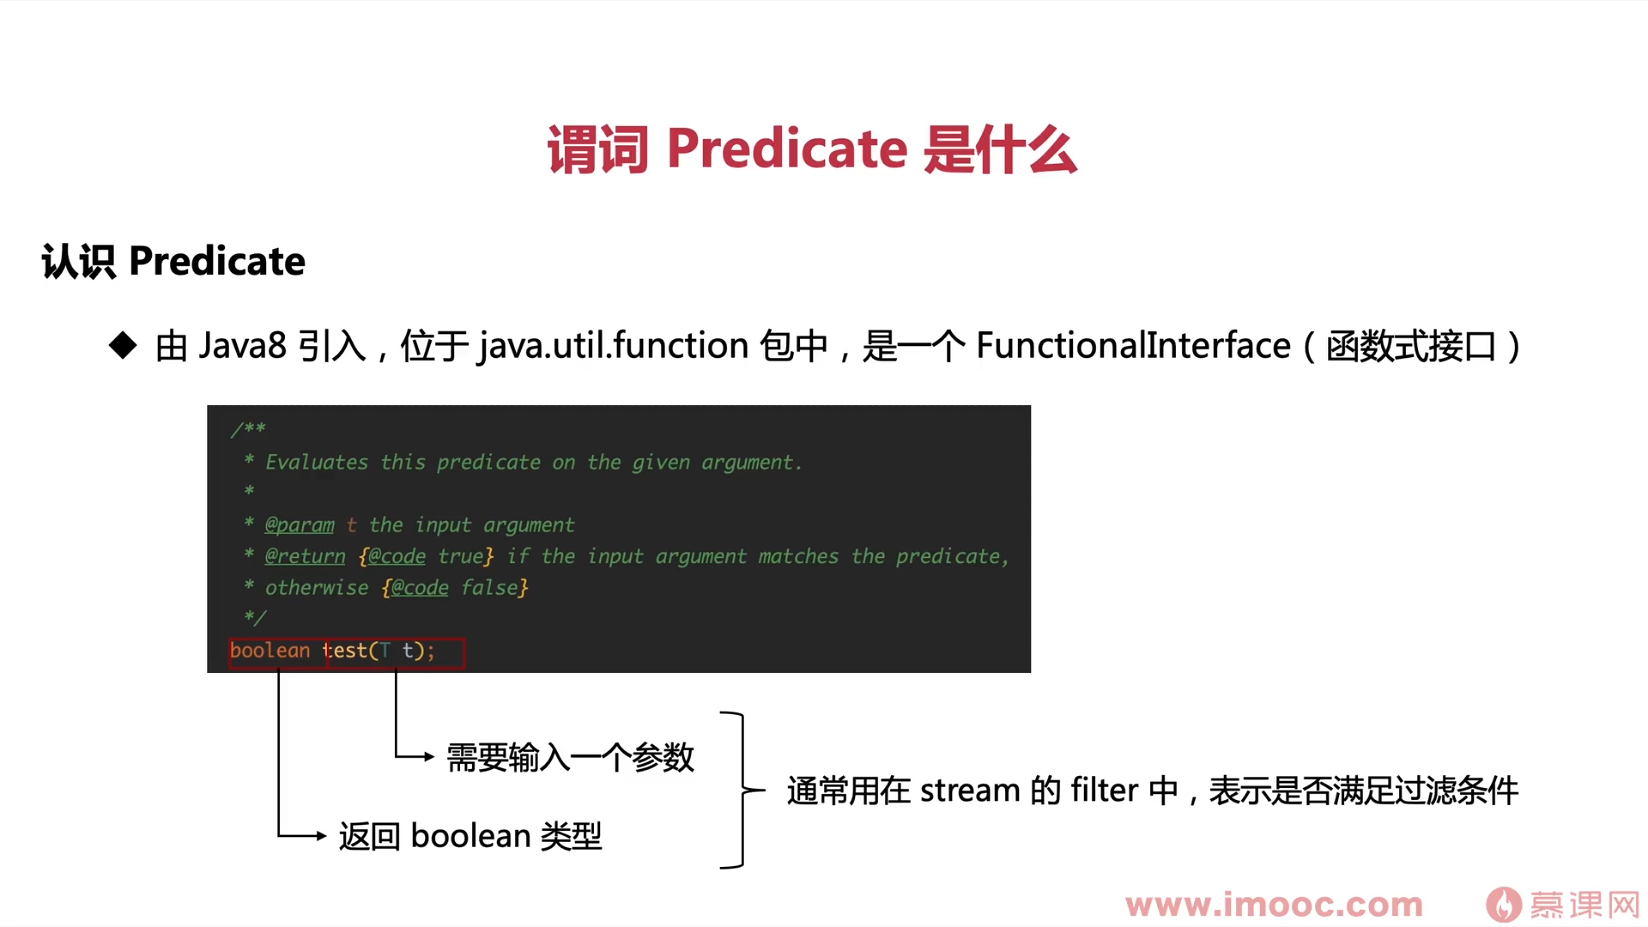 谓词 Predicate 是什么
认识 Predicate
◆ 由 Java8 引入，位于 java.util.function 包中，是一个 FunctionalInterface（函数式接口）
/**
* Evaluates this predicate on the given argument.
*
* @param t the input argument
* @return {@code true} if the input argument matches the predicate,
* otherwise {@code false}
*/
boolean test(T t);
需要输入一个参数
通常用在 stream 的 filter 中，表示是否满足过滤条件
返回 boolean 类型
www.imooc.com 慕课网